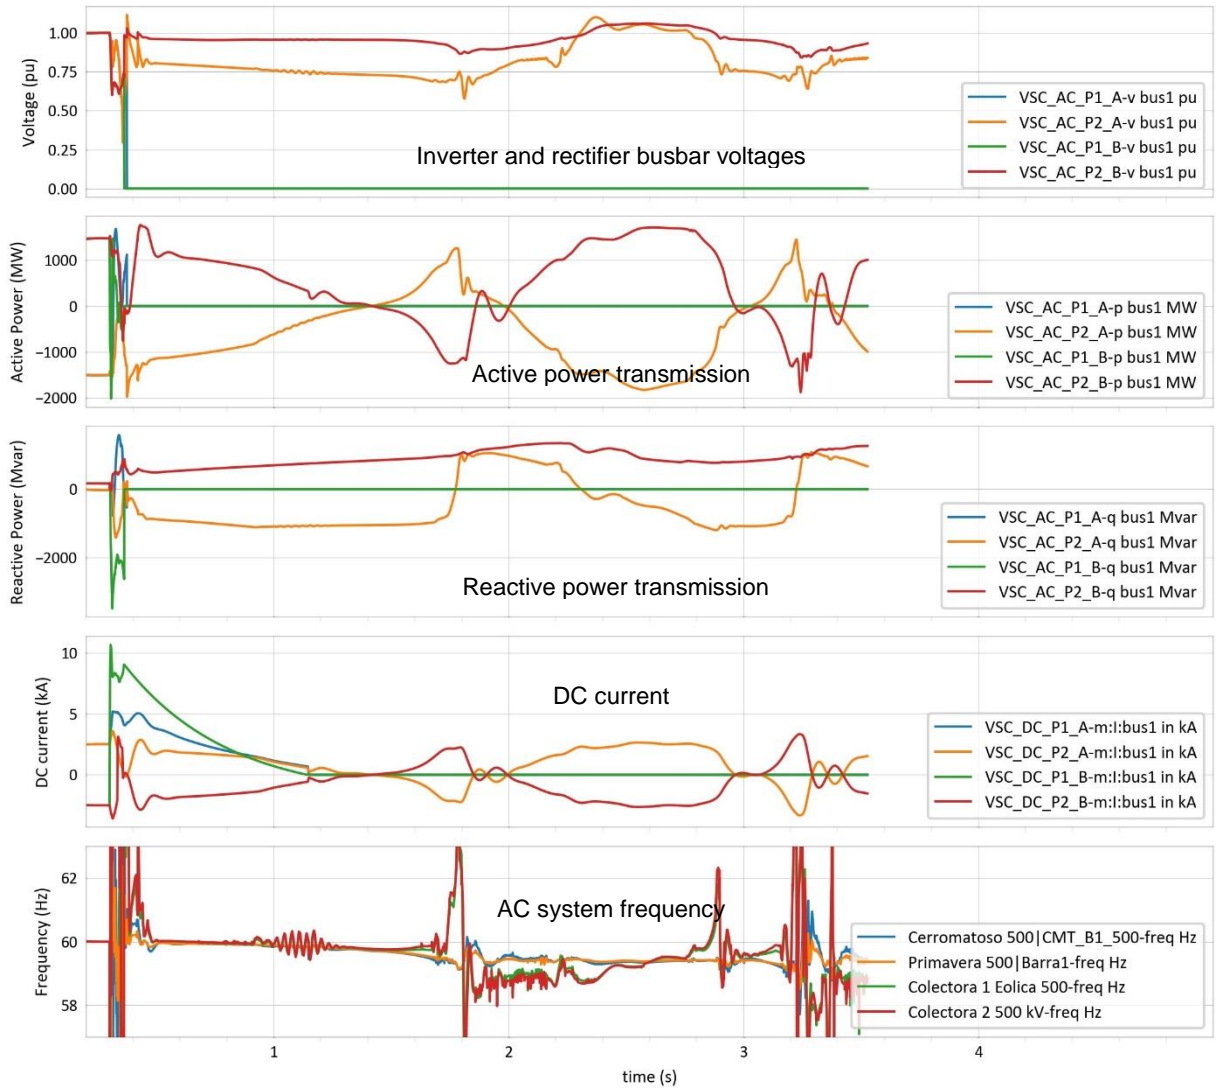 1.00
0.75
0.50
0.25
0.00
Voltage (pu)
VSC_AC_P1_A-v bus1 pu
VSC_AC_P2_A-v bus1 pu
VSC_AC_P1_B-v bus1 pu
VSC_AC_P2_B-v bus1 pu
Inverter and rectifier busbar voltages
1000
0
−1000
−2000
Active Power (MW)
VSC_AC_P1_A-p bus1 MW
VSC_AC_P2_A-p bus1 MW
VSC_AC_P1_B-p bus1 MW
VSC_AC_P2_B-p bus1 MW
Active power transmission
0
−2000
Reactive Power (Mvar)
VSC_AC_P1_A-q bus1 Mvar
VSC_AC_P2_A-q bus1 Mvar
VSC_AC_P1_B-q bus1 Mvar
VSC_AC_P2_B-q bus1 Mvar
Reactive power transmission
10
5
0
DC current (kA)
DC current
VSC_DC_P1_A-m:I:bus1 in kA
VSC_DC_P2_A-m:I:bus1 in kA
VSC_DC_P1_B-m:I:bus1 in kA
VSC_DC_P2_B-m:I:bus1 in kA
62
60
58
Frequency (Hz)
AC system frequency
Cerromatoso 500|CMT_B1_500-freq Hz
Primavera 500|Barra1-freq Hz
Colectora 1 Eolica 500-freq Hz
Colectora 2 500 kV-freq Hz
1 2 3 4
time (s)